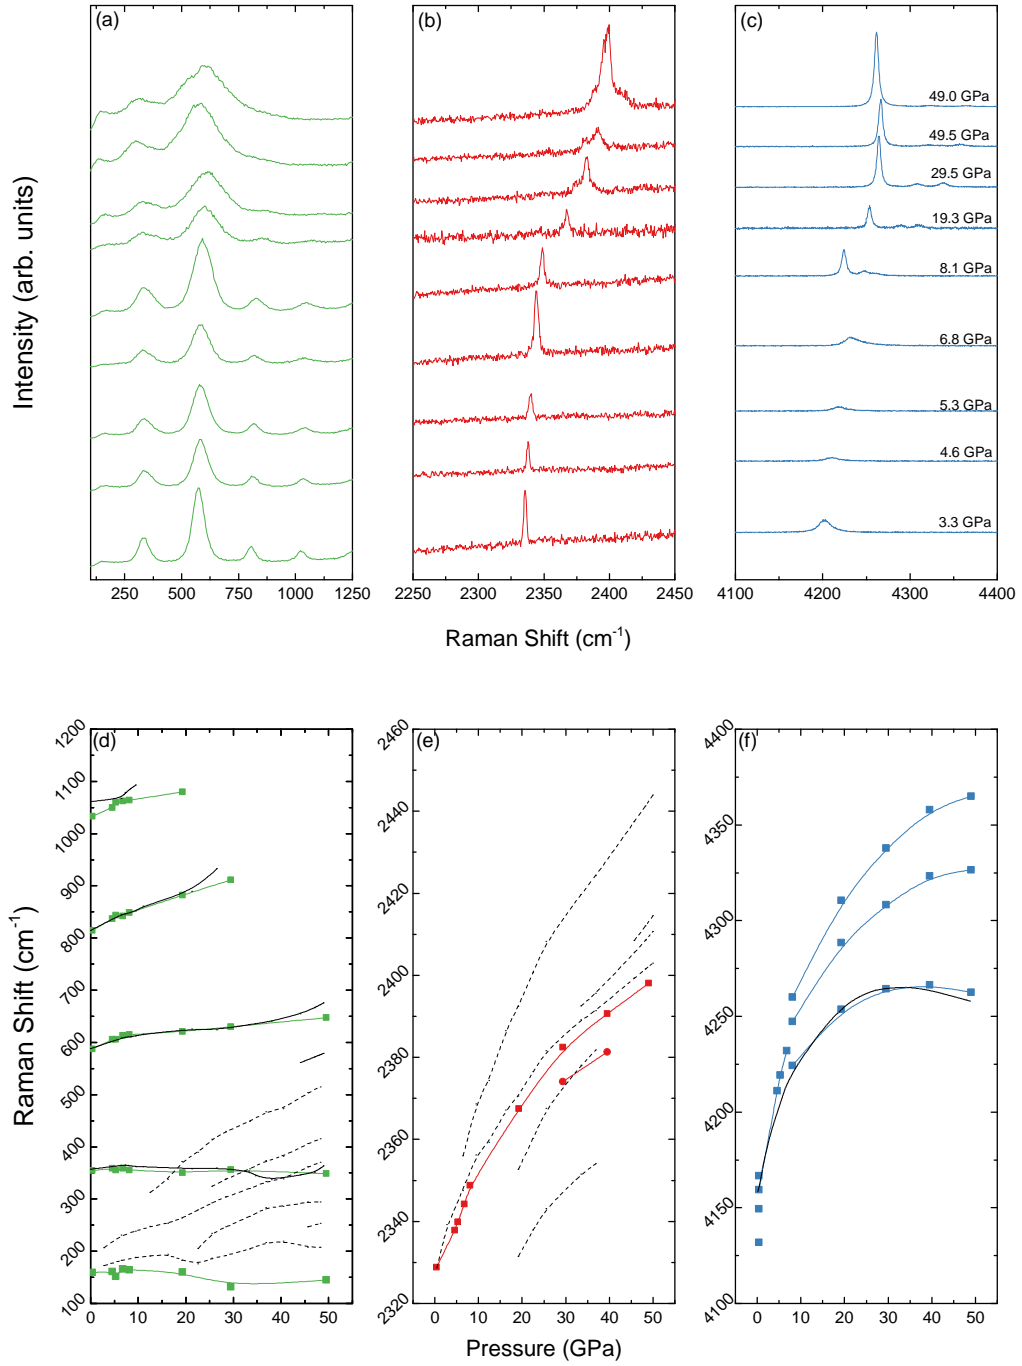 (a)
(b)
(c)
49.0 GPa
49.5 GPa
29.5 GPa
19.3 GPa
8.1 GPa
6.8 GPa
5.3 GPa
4.6 GPa
3.3 GPa
Intensity (arb. units)
250 500 750 1000 1250
2250 2300 2350 2400 2450
4100 4200 4300 4400
Raman Shift (cm-1)
(d)
(e)
(f)
1200
1100
1000
900
800
700
600
500
400
300
200
100
2460
2440
2420
2400
2380
2360
2340
2320
4400
4350
4300
4250
4200
4150
4100
Raman Shift (cm-1)
0 10 20 30 40 50
0 10 20 30 40 50
0 10 20 30 40 50
Pressure (GPa)